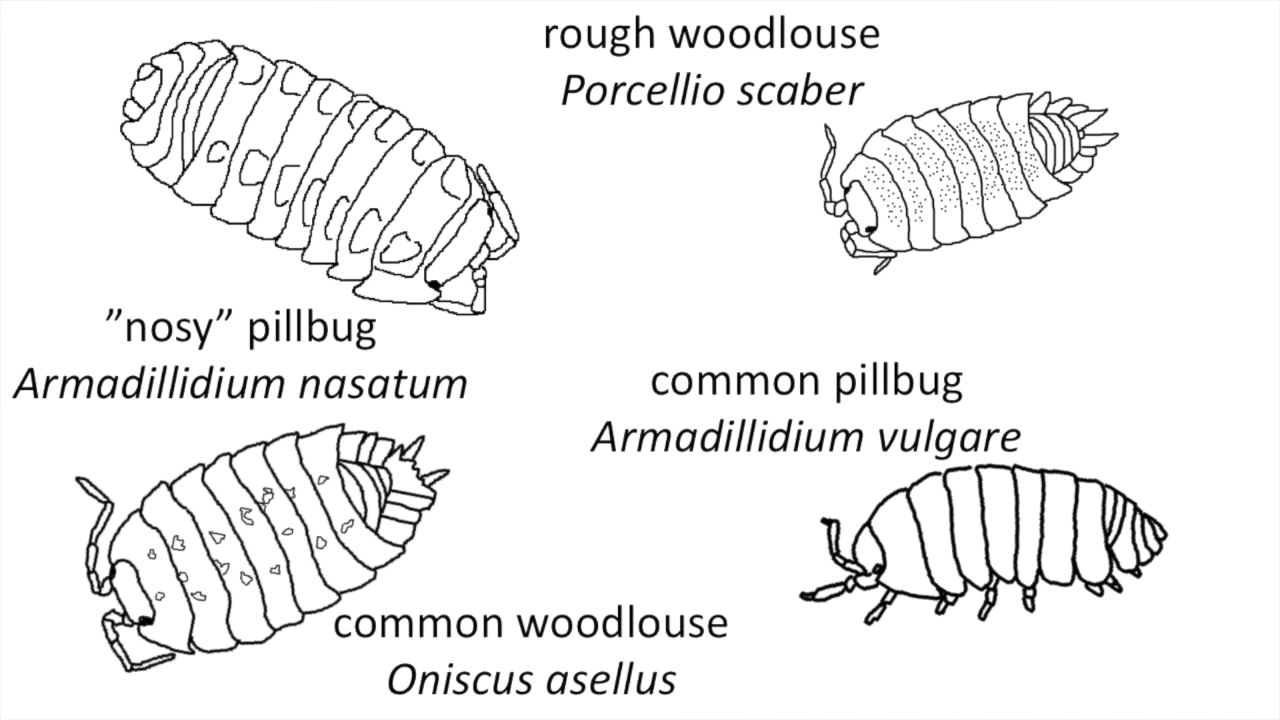 rough woodlouse
Porcellio scaber
”nosy” pillbug
Armadillidium nasatum
common pillbug
Armadillidium vulgare
common woodlouse
Oniscus asellus